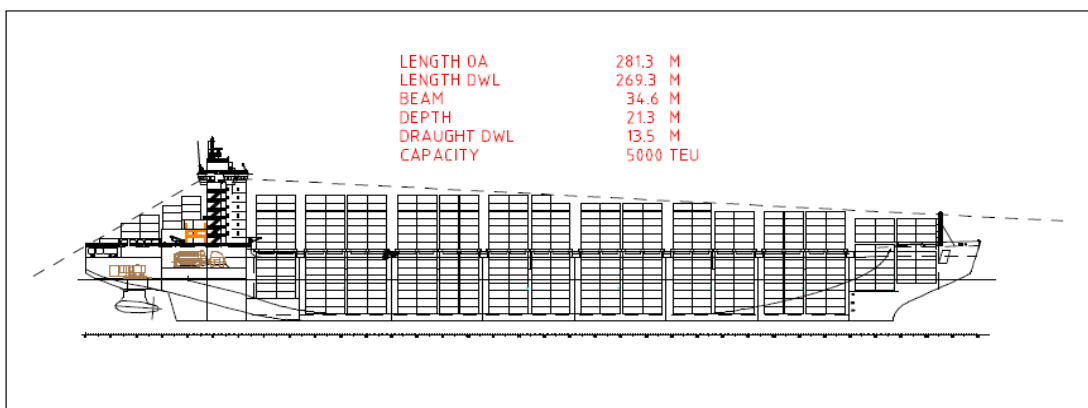 LENGTH OA 281.3 M
LENGTH DWL 269.3 M
BEAM 34.6 M
DEPTH 21.3 M
DRAUGHT DWL 13.5 M
CAPACITY 5000 TEU